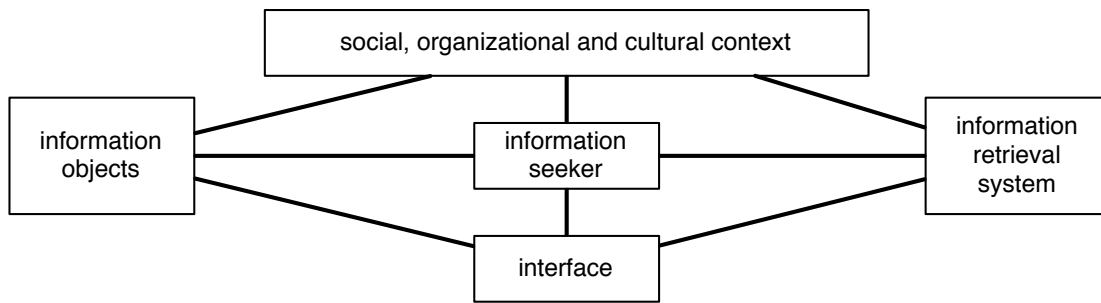 social, organizational and cultural context
information
objects
information
seeker
information
retrieval
system
interface